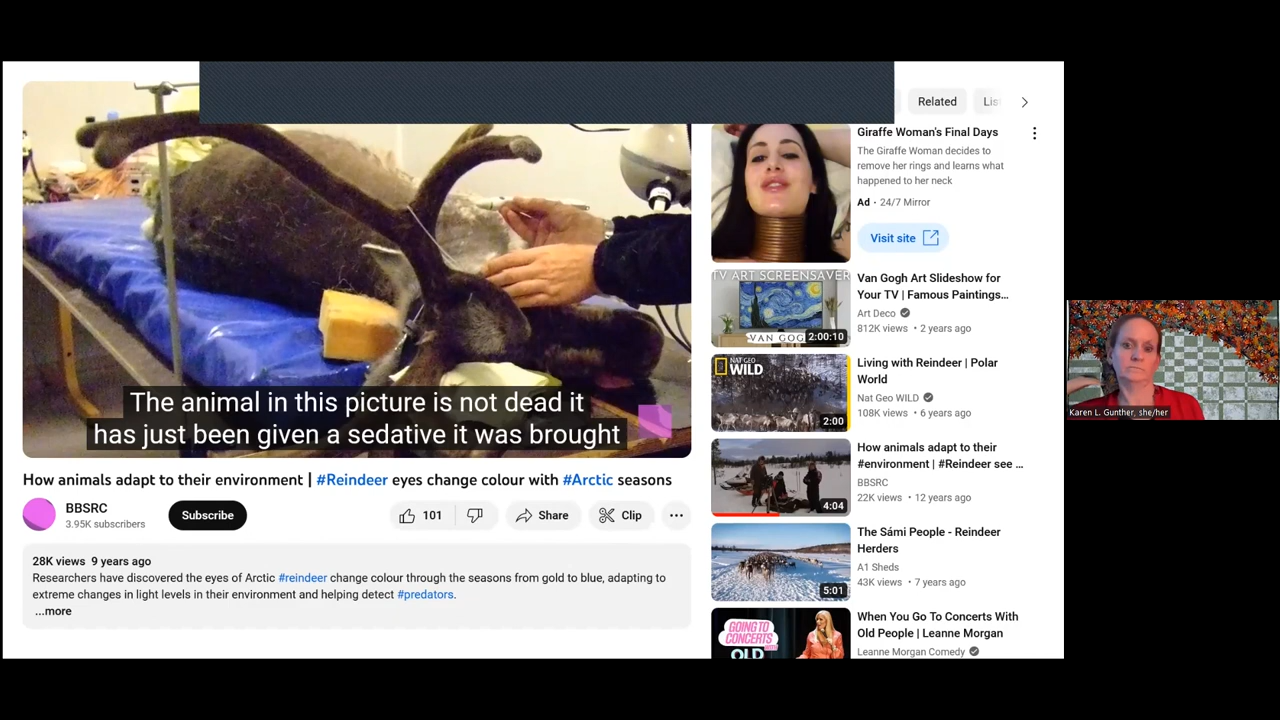 The animal in this picture is not dead it
has just been given a sedative it was brought
How animals adapt to their environment | #Reindeer eyes change colour with #Arctic seasons
BBSRC
3.95K subscribers
Subscribe
101
Share
Clip
28K views 9 years ago
Researchers have discovered the eyes of Arctic #reindeer change colour through the seasons from gold to blue, adapting to
extreme changes in light levels in their environment and helping detect #predators.
...more
Related
Giraffe Woman's Final Days
The Giraffe Woman decides to
remove her rings and learns what
happened to her neck
Ad · 24/7 Mirror
Visit site
TV ART SCREENSAVER
VAN GOG
2:00:10
Van Gogh Art Slideshow for
Your TV | Famous Paintings...
Art Deco
812K views • 2 years ago
NAT GEO
WILD
2:00
Living with Reindeer | Polar
World
Nat Geo WILD
108K views • 6 years ago
4:04
How animals adapt to their
#environment | #Reindeer see ...
BBSRC
22K views • 12 years ago
5:01
The Sámi People - Reindeer
Herders
A1 Sheds
43K views • 7 years ago
GOING TO
CONCERTS
OLD
When You Go To Concerts With
Old People | Leanne Morgan
Leanne Morgan Comedy
Karen L. Gunther, she/her